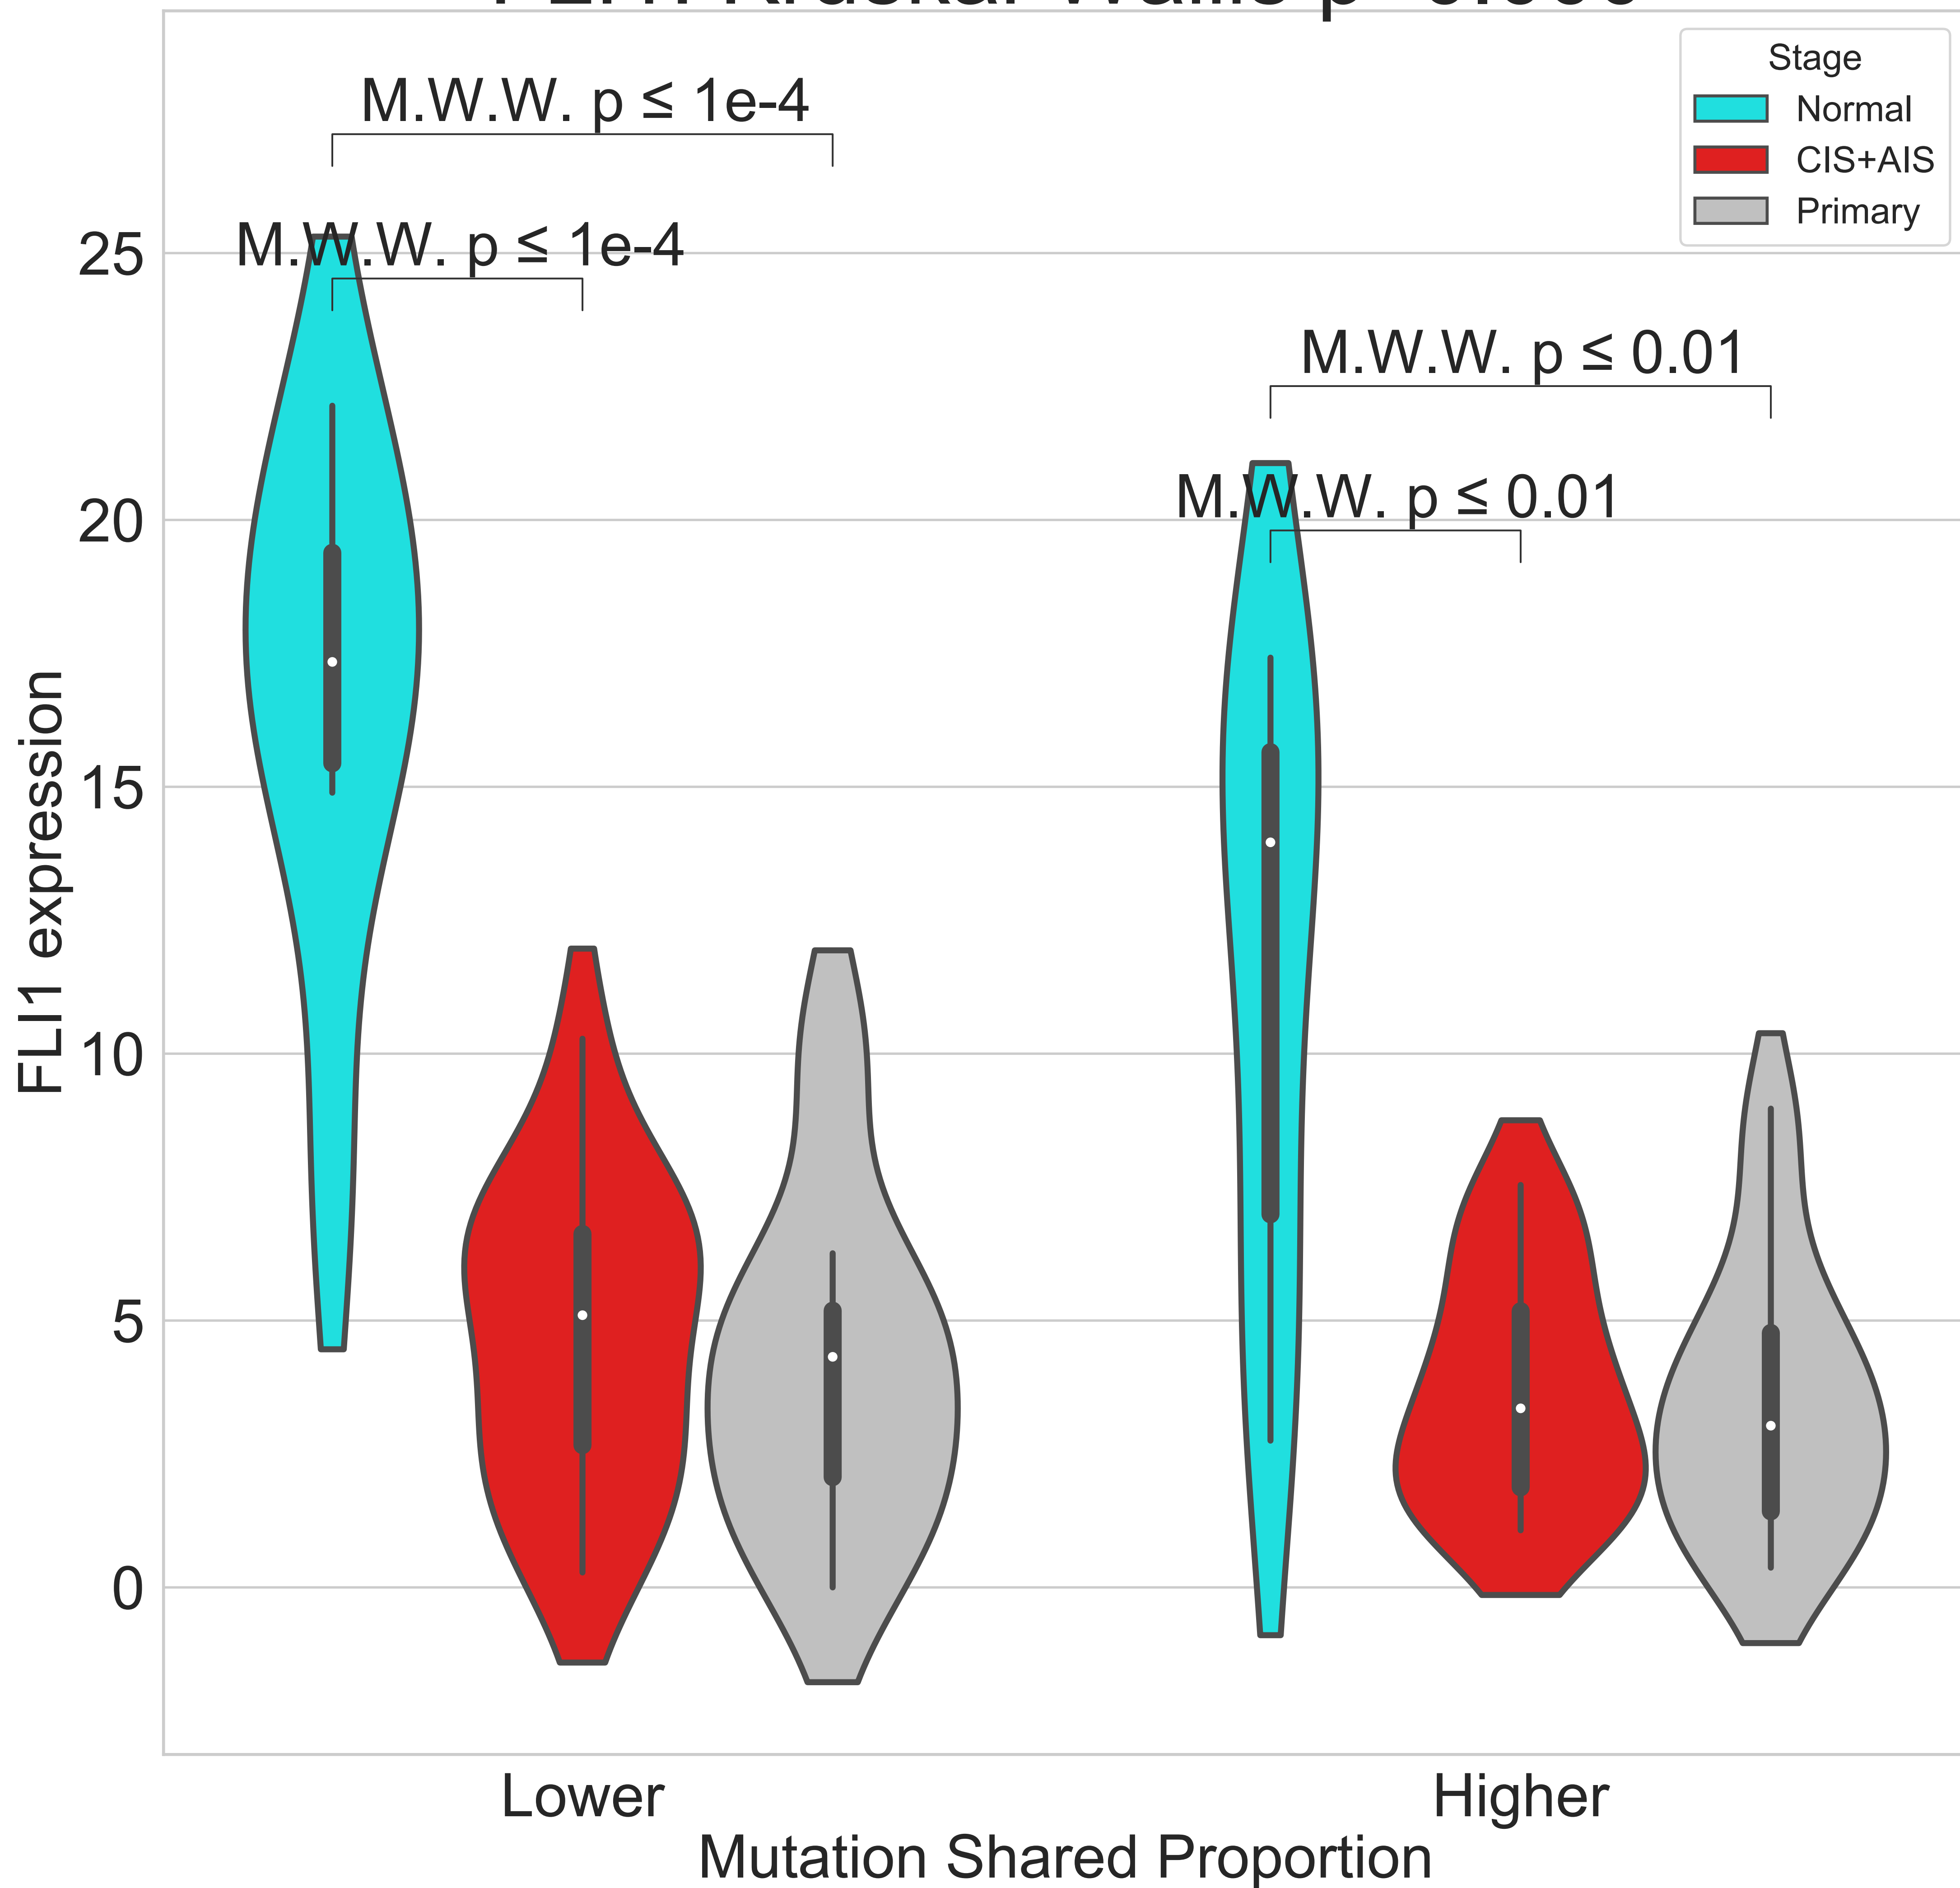 M.W.W. p ≤ 1e-4
M.W.W. p ≤ 1e-4
M.W.W. p ≤ 0.01
M.W.W. p ≤ 0.01
Stage
Normal
CIS+AIS
Primary
FLI1 expression
25
20
15
10
5
0
Lower
Higher
Mutation Shared Proportion